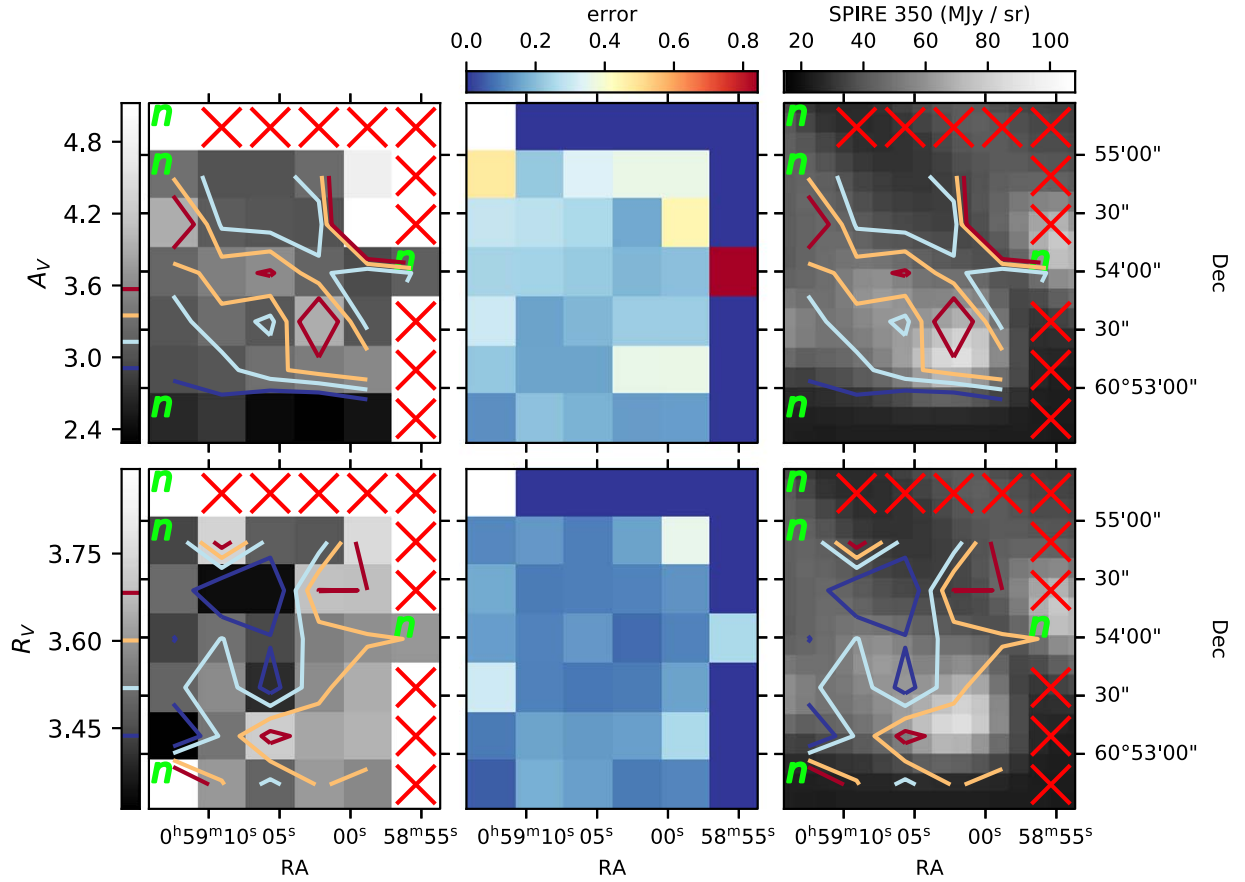 error
SPIRE 350 (MJy / sr)
0.0 0.2 0.4 0.6 0.8
20 40 60 80 100
n
n
n
n
n
n
n
n
4.8
4.2
3.6
3.0
2.4
A_V
55'00"
30"
54'00"
30"
60°53'00"
Dec
n
n
n
n
n
n
n
n
3.75
3.60
3.45
R_V
55'00"
30"
54'00"
30"
60°53'00"
Dec
0ʰ59ᵐ10ˢ 05ˢ 00ˢ 58ᵐ55ˢ
0ʰ59ᵐ10ˢ 05ˢ 00ˢ 58ᵐ55ˢ
0ʰ59ᵐ10ˢ 05ˢ 00ˢ 58ᵐ55ˢ
RA
RA
RA